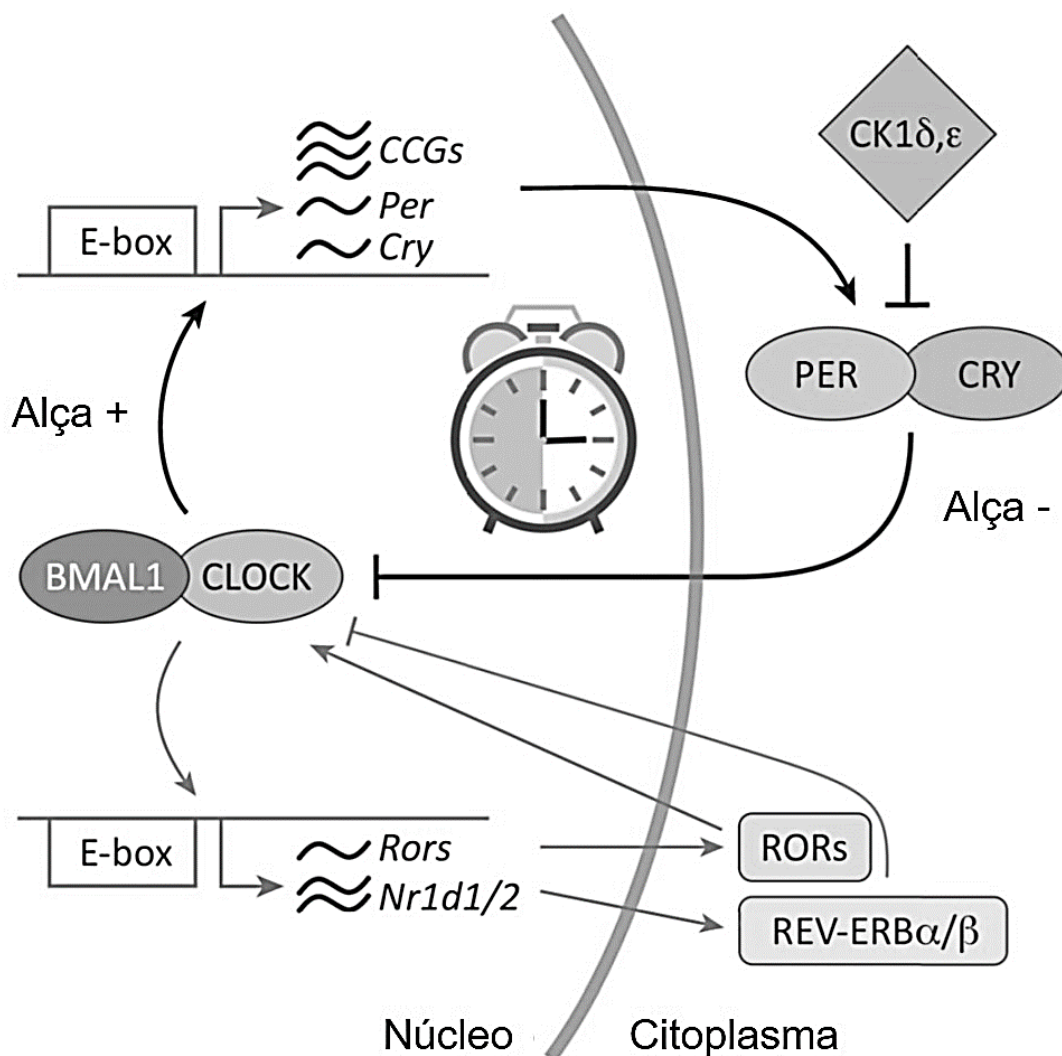 CK1δ,ε
CCGs
Per
Cry
E-box
PER
CRY
Alça +
Alça -
BMAL1
CLOCK
E-box
Rors
Nr1d1/2
RORs
REV-ERBα/β
Núcleo
Citoplasma